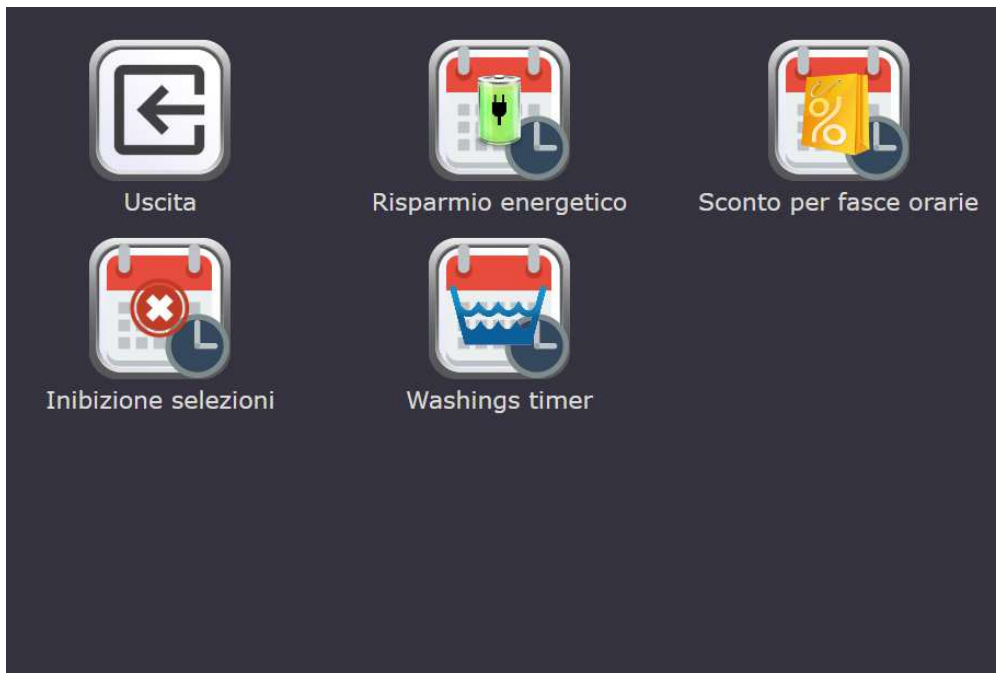 Uscita
Risparmio energetico
Sconto per fasce orarie
Inibizione selezioni
Washings timer